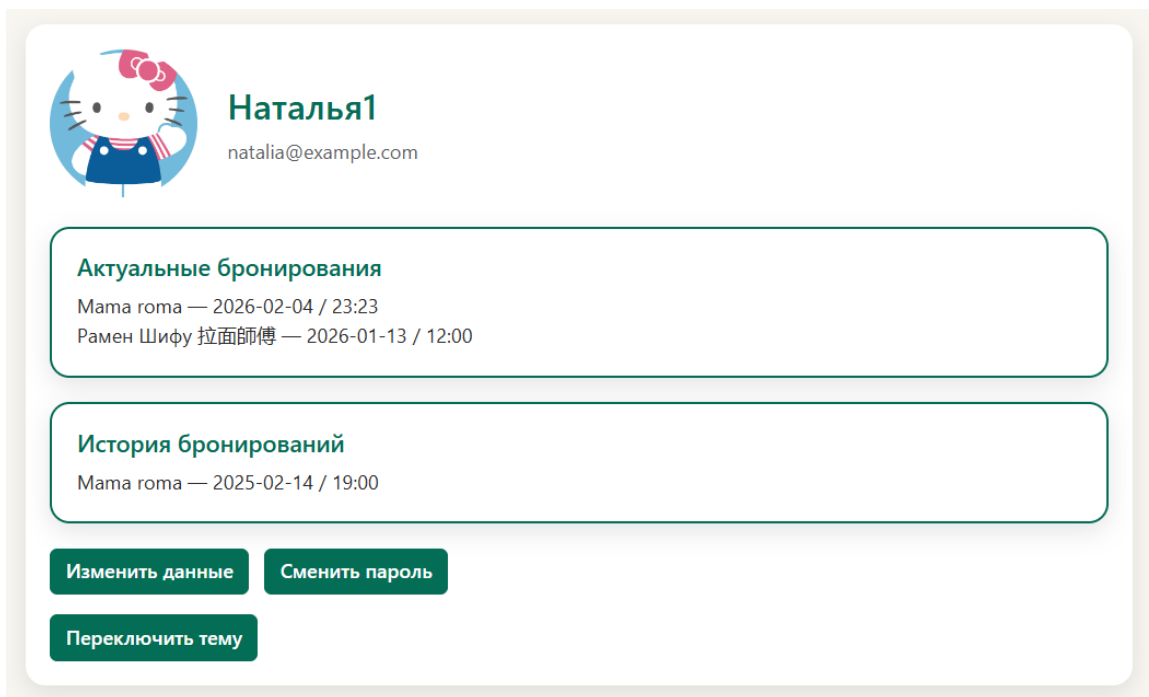 Наталья1
natalia@example.com
Актуальные бронирования
Mama roma — 2026-02-04 / 23:23
Рамен Шифу 拉面師傅 — 2026-01-13 / 12:00
История бронирований
Mama roma — 2025-02-14 / 19:00
Изменить данные
Сменить пароль
Переключить тему